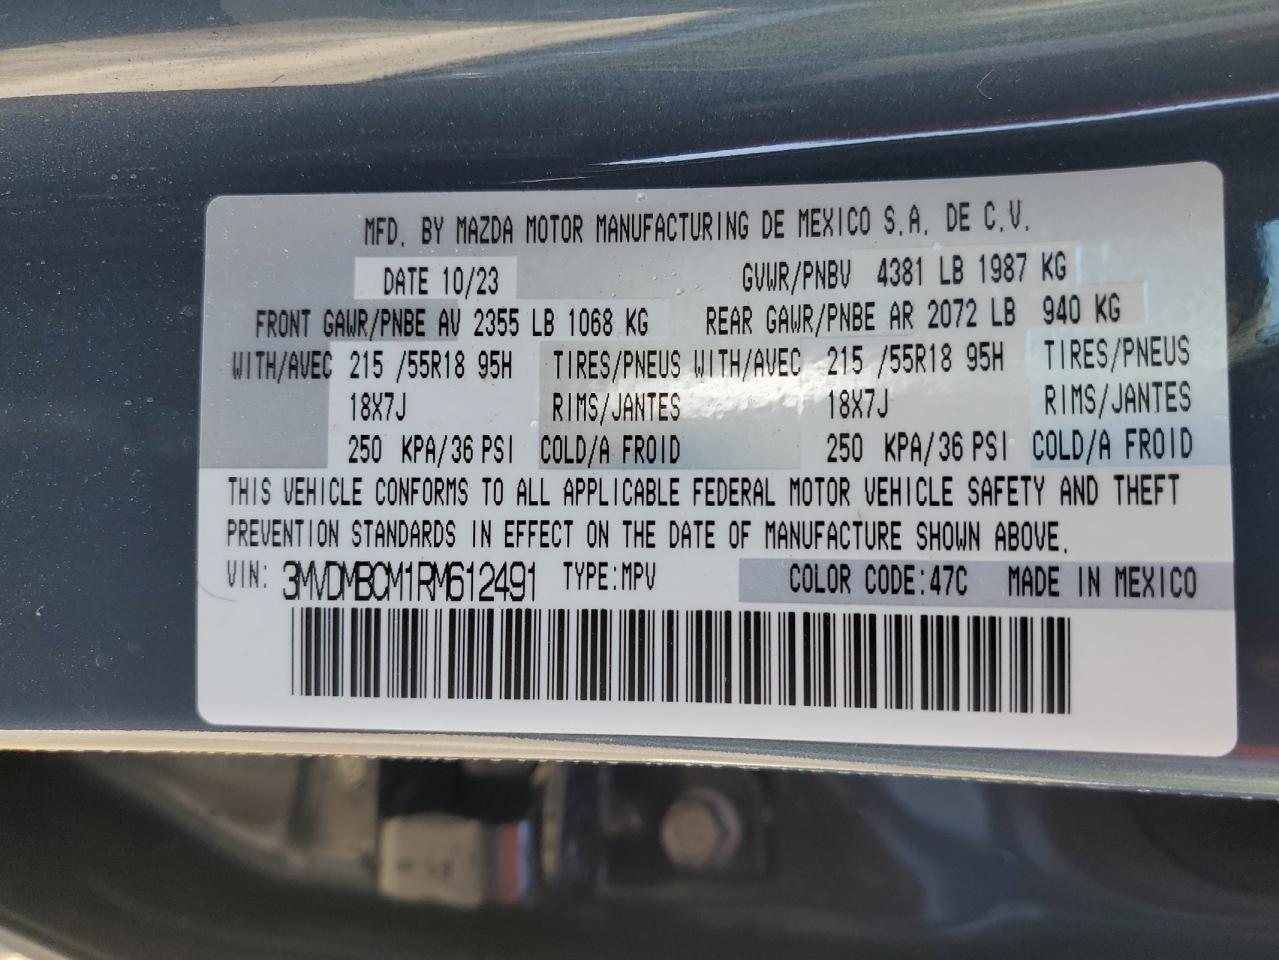 MFD. BY MAZDA MOTOR MANUFACTURING DE MEXICO S.A. DE C.V.
DATE 10/23 GVWR/PNBV 4381 LB 1987 KG
FRONT GAWR/PNBE AV 2355 LB 1068 KG REAR GAWR/PNBE AR 2072 LB 940 KG
WITH/AVEC 215 /55R18 95H TIRES/PNEUS WITH/AVEC 215 /55R18 95H TIRES/PNEUS
18X7J RIMS/JANTES 18X7J RIMS/JANTES
250 KPA/36 PSI COLD/A FROID 250 KPA/36 PSI COLD/A FROID
THIS VEHICLE CONFORMS TO ALL APPLICABLE FEDERAL MOTOR VEHICLE SAFETY AND THEFT
PREVENTION STANDARDS IN EFFECT ON THE DATE OF MANUFACTURE SHOWN ABOVE.
VIN: 3MVDMBCM1RM612491 TYPE:MPV COLOR CODE:47C MADE IN MEXICO